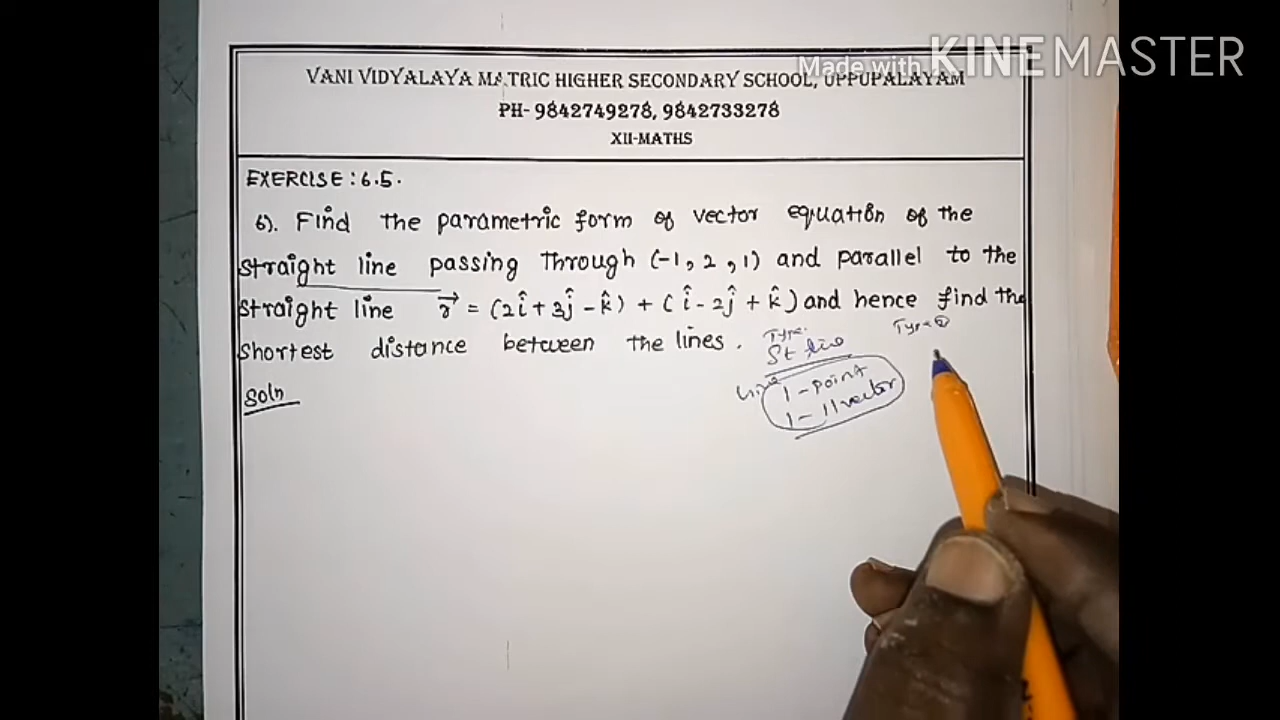 Made with KINEMASTER
VANI VIDYALAYA MATRIC HIGHER SECONDARY SCHOOL, UPPUPALAYAM
PH- 9842749278, 9842733278
XII-MATHS
EXERCISE : 6.5.
6). Find the parametric form of vector equation of the
straight line passing through (-1, 2, 1) and parallel to the
straight line r⃗ = (2î + 3ĵ - k̂) + (î - 2ĵ + k̂) and hence find the
shortest distance between the lines.
Type
St line
1 - point
1 - 11 vector
Soln